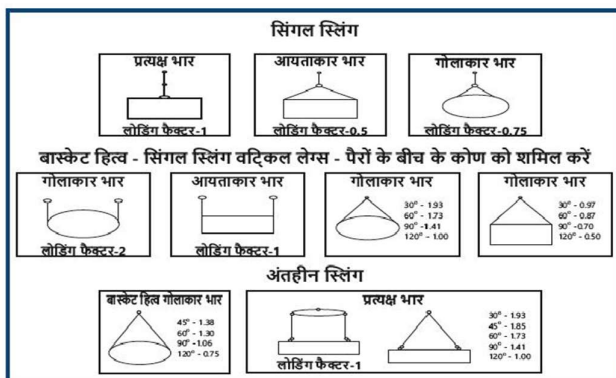 सिंगल स्लिंग
प्रत्यक्ष भार
लोडिंग फैक्टर-1
आयताकार भार
लोडिंग फैक्टर-0.5
गोलाकार भार
लोडिंग फैक्टर-0.75
बास्केट हित्व - सिंगल स्लिंग वट्किल लेग्स - पैरों के बीच के कोण को शमिल करें
गोलाकार भार
लोडिंग फैक्टर-2
आयताकार भार
लोडिंग फैक्टर-1
गोलाकार भार
30° - 1.93
60° - 1.73
90° -1.41
120° - 1.00
गोलाकार भार
30° - 0.97
60° - 0.87
90° -0.70
120° - 0.50
अंतहीन स्लिंग
बास्केट हित्व गोलाकार भार
45° - 1.38
60° - 1.30
90° -1.06
120° - 0.75
प्रत्यक्ष भार
लोडिंग फैक्टर-1
30° - 1.93
45° - 1.85
60° - 1.73
90° - 1.41
120° - 1.00